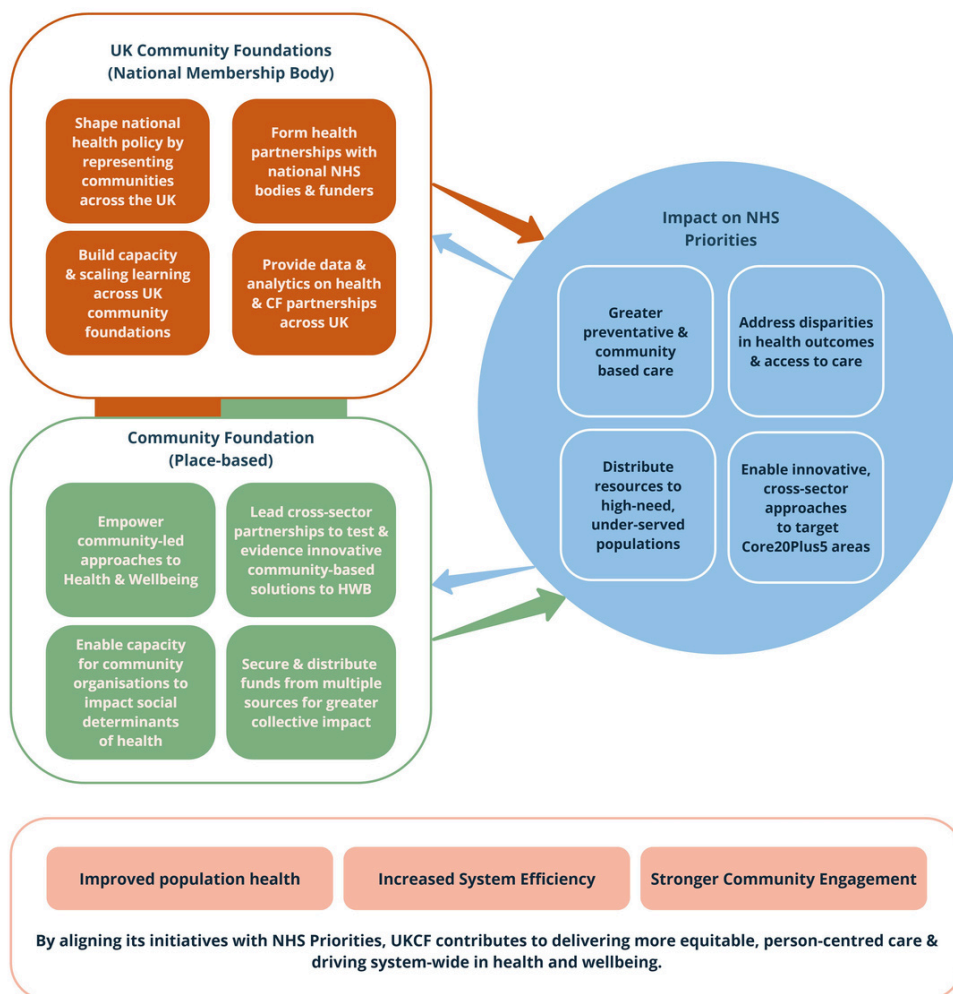 UK Community Foundations
(National Membership Body)
Shape national
health policy by
representing
communities
across the UK
Form health
partnerships with
national NHS
bodies & funders
Build capacity
& scaling learning
across UK
community
foundations
Provide data &
analytics on health
& CF partnerships
across UK
Impact on NHS
Priorities
Greater
preventative &
community
based care
Address disparities
in health outcomes
& access to care
Distribute
resources to
high-need,
under-served
populations
Enable innovative,
cross-sector
approaches
to target
Core20Plus5 areas
Community Foundation
(Place-based)
Empower
community-led
approaches to
Health & Wellbeing
Lead cross-sector
partnerships to test &
evidence innovative
community-based
solutions to HWB
Enable capacity
for community
organisations to
impact social
determinants
of health
Secure & distribute
funds from multiple
sources for greater
collective impact
Improved population health
Increased System Efficiency
Stronger Community Engagement
By aligning its initiatives with NHS Priorities, UKCF contributes to delivering more equitable, person-centred care &
driving system-wide in health and wellbeing.